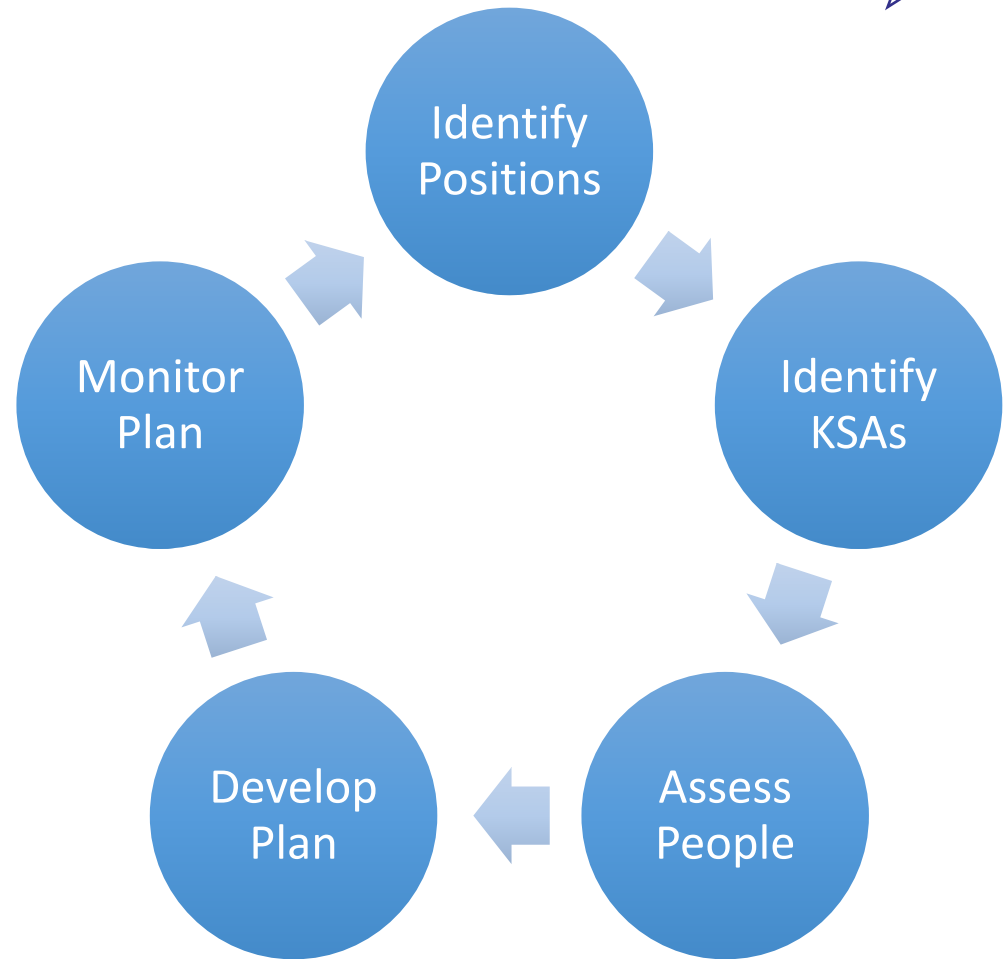 Identify
Positions
Identify
KSAs
Assess
People
Develop
Plan
Monitor
Plan